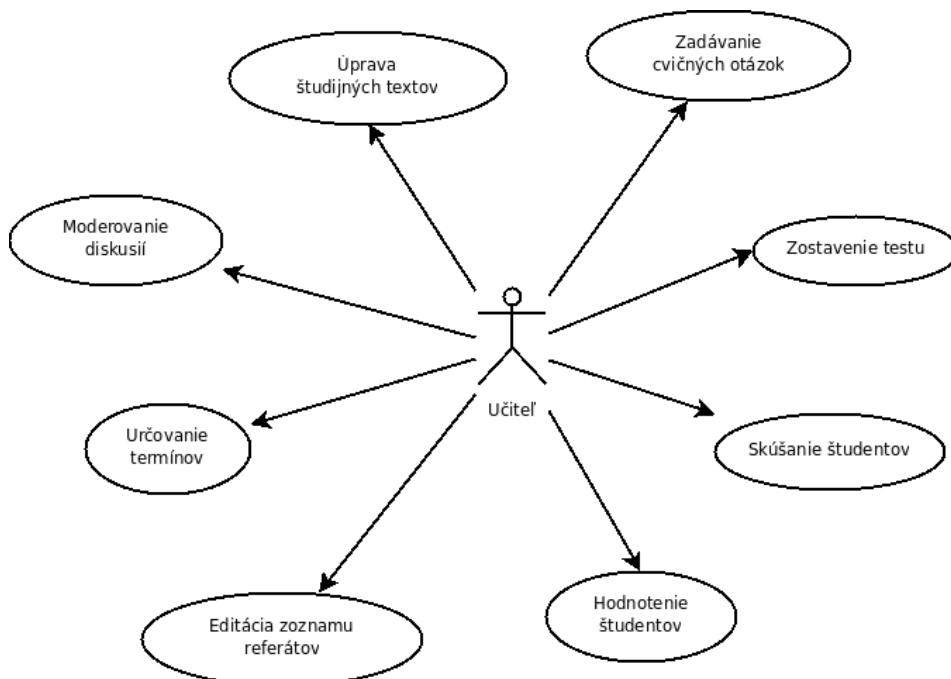 Úprava
študijných textov
Zadávanie
cvičných otázok
Moderovanie
diskusií
Zostavenie testu
Učiteľ
Určovanie
termínov
Skúšanie študentov
Editácia zoznamu
referátov
Hodnotenie
študentov